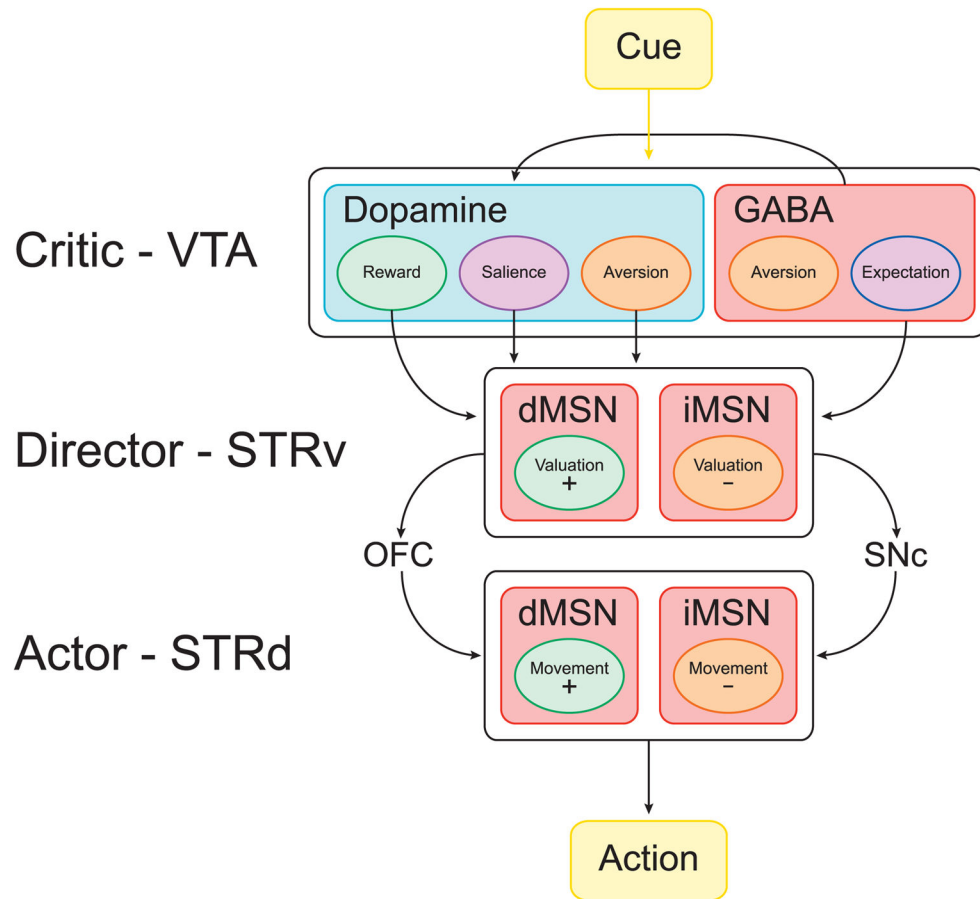 Cue
Critic - VTA
Dopamine
GABA
Reward
Salience
Aversion
Aversion
Expectation
Director - STRv
dMSN
iMSN
Valuation
+
Valuation
–
OFC
SNc
Actor - STRd
dMSN
iMSN
Movement
+
Movement
–
Action